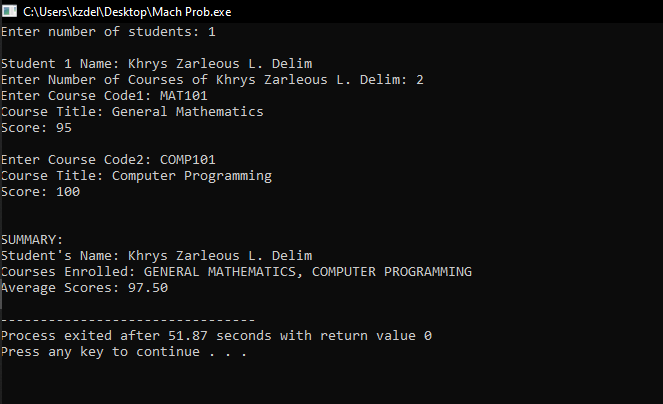 C:\Users\kzdel\Desktop\Mach Prob.exe
Enter number of students: 1
Student 1 Name: Khrys Zarleous L. Delim
Enter Number of Courses of Khrys Zarleous L. Delim: 2
Enter Course Code1: MAT101
Course Title: General Mathematics
Score: 95
Enter Course Code2: COMP101
Course Title: Computer Programming
Score: 100
SUMMARY:
Student's Name: Khrys Zarleous L. Delim
Courses Enrolled: GENERAL MATHEMATICS, COMPUTER PROGRAMMING
Average Scores: 97.50
--------------------------------
Process exited after 51.87 seconds with return value 0
Press any key to continue . . .